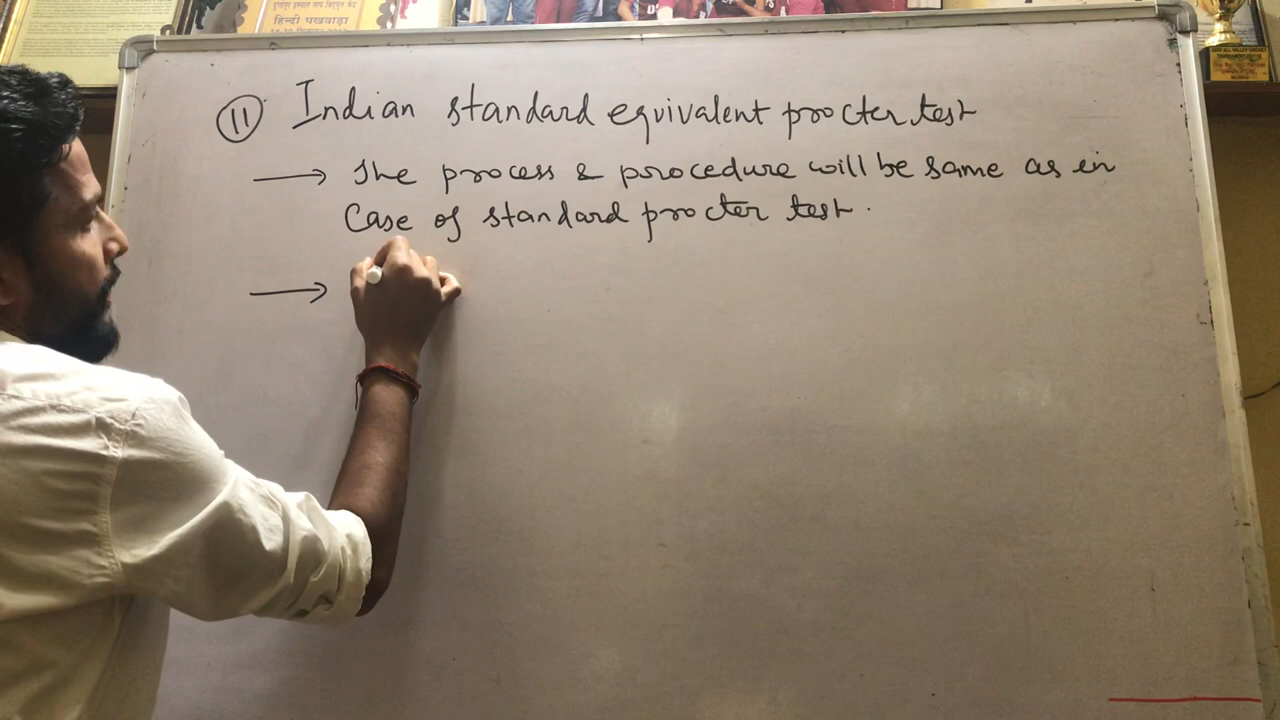 हिन्दी पखवाड़ा
(11) Indian standard equivalent procter test
→ The process & procedure will be same as in
Case of standard procter test.
→